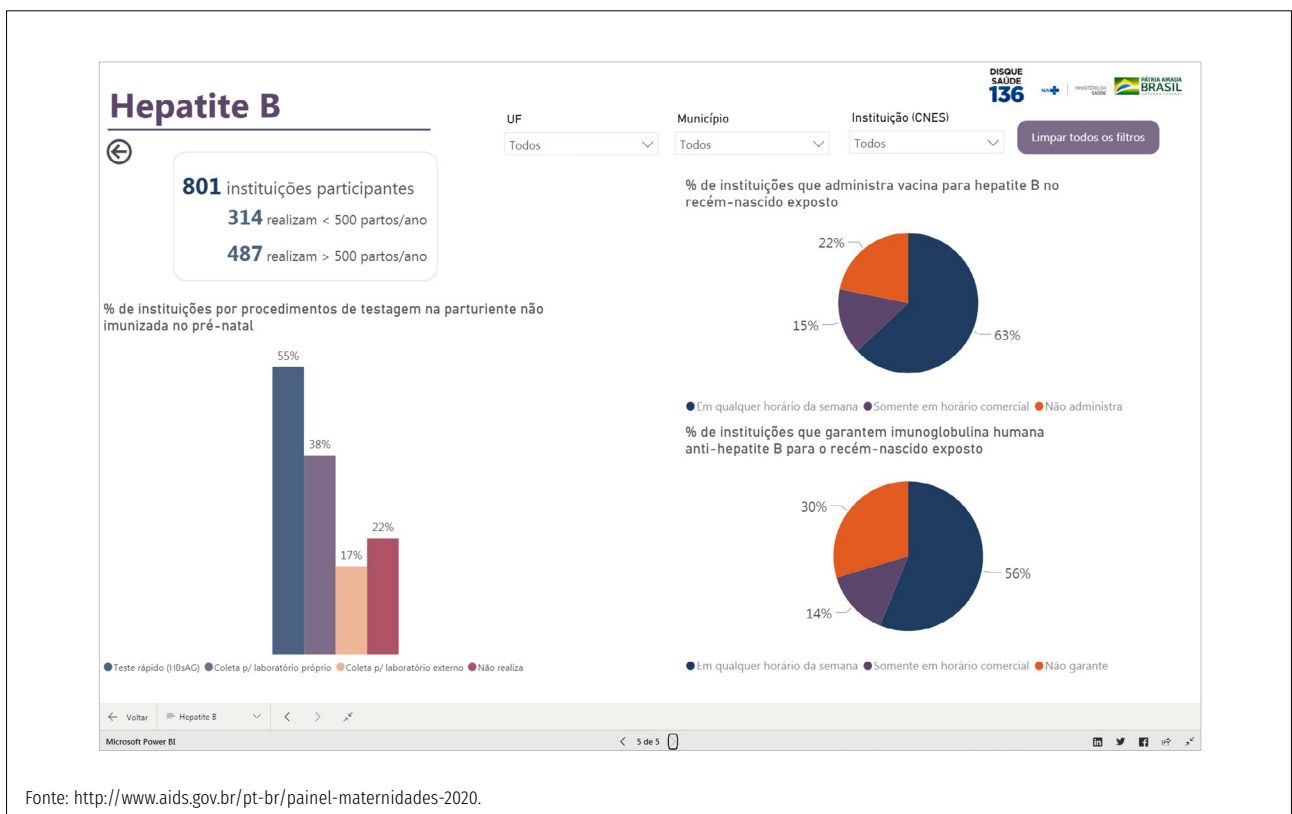 DISQUE
SAÚDE
136
SUS
MINISTÉRIO DA
SAÚDE
PÁTRIA AMADA
BRASIL
GOVERNO FEDERAL
Hepatite B
UF
Todos
Município
Todos
Instituição (CNES)
Todos
Limpar todos os filtros
801 instituições participantes
314 realizam < 500 partos/ano
487 realizam > 500 partos/ano
% de instituições por procedimentos de testagem na parturiente não
imunizada no pré-natal
55%
38%
17%
22%
Teste rápido (HBsAG) Coleta p/ laboratório próprio Coleta p/ laboratório externo Não realiza
% de instituições que administra vacina para hepatite B no
recém-nascido exposto
22%
15%
63%
Em qualquer horário da semana Somente em horário comercial Não administra
% de instituições que garantem imunoglobulina humana
anti-hepatite B para o recém-nascido exposto
30%
14%
56%
Em qualquer horário da semana Somente em horário comercial Não garante
Voltar Hepatite B
Microsoft Power BI
5 de 5
Fonte: http://www.aids.gov.br/pt-br/painel-maternidades-2020.